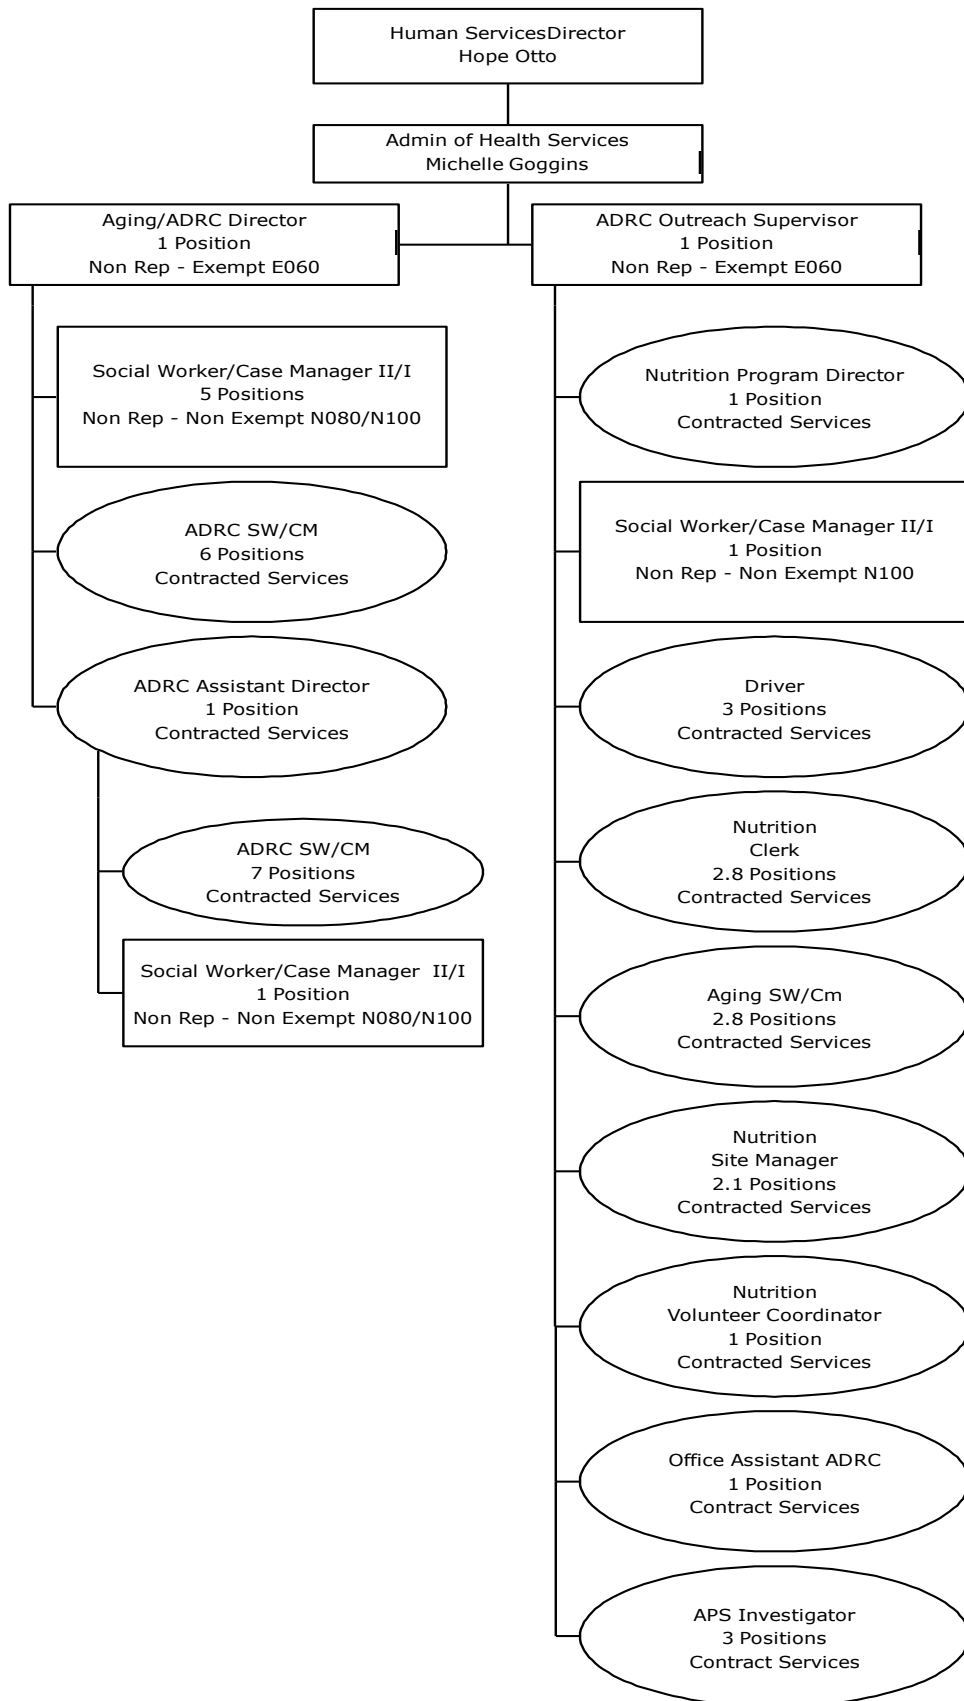 Human ServicesDirector
Hope Otto
Admin of Health Services
Michelle Goggins
Aging/ADRC Director
1 Position
Non Rep - Exempt E060
ADRC Outreach Supervisor
1 Position
Non Rep - Exempt E060
Social Worker/Case Manager II/I
5 Positions
Non Rep - Non Exempt N080/N100
ADRC SW/CM
6 Positions
Contracted Services
ADRC Assistant Director
1 Position
Contracted Services
ADRC SW/CM
7 Positions
Contracted Services
Social Worker/Case Manager  II/I
1 Position
Non Rep - Non Exempt N080/N100
Nutrition Program Director
1 Position
Contracted Services
Social Worker/Case Manager II/I
1 Position
Non Rep - Non Exempt N100
Driver
3 Positions
Contracted Services
Nutrition
Clerk
2.8 Positions
Contracted Services
Aging SW/Cm
2.8 Positions
Contracted Services
Nutrition
Site Manager
2.1 Positions
Contracted Services
Nutrition
Volunteer Coordinator
1 Position
Contracted Services
Office Assistant ADRC
1 Position
Contract Services
APS Investigator
3 Positions
Contract Services